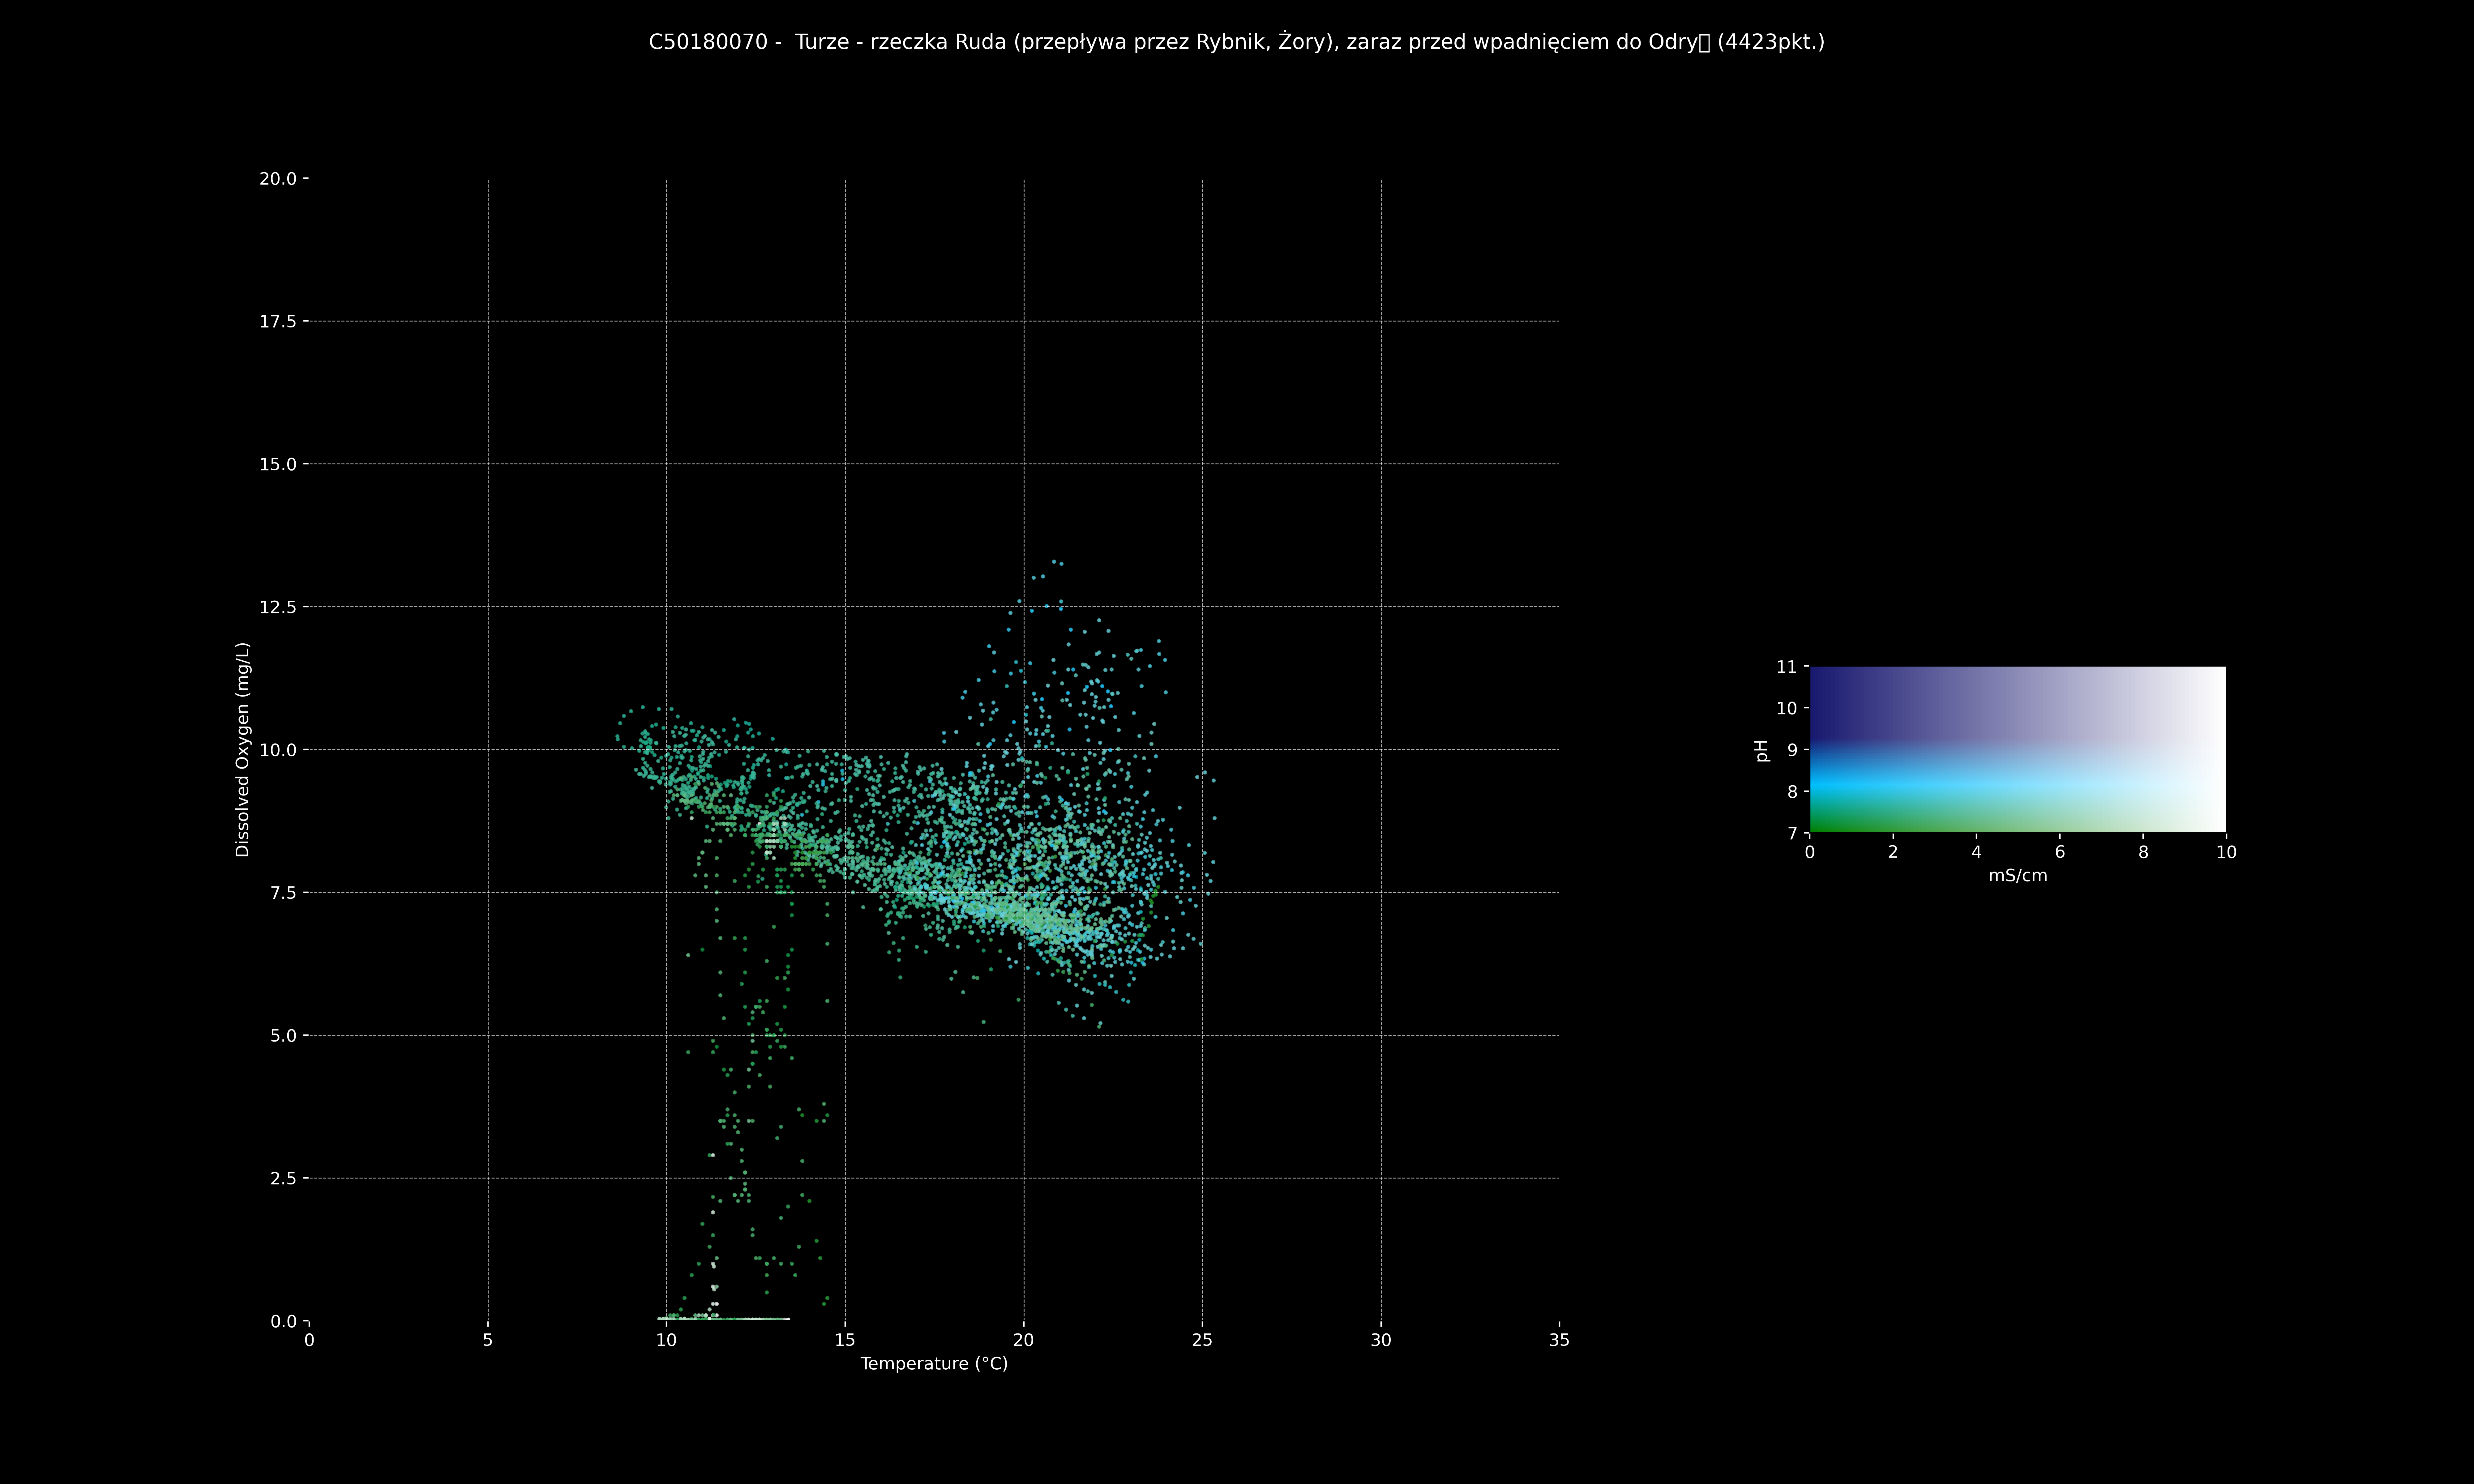 C50180070 -  Turze - rzeczka Ruda (przepływa przez Rybnik, Żory), zaraz przed wpadnięciem do Odry▯ (4423pkt.)
20.0
17.5
15.0
12.5
10.0
7.5
5.0
2.5
0.0
Dissolved Oxygen (mg/L)
0 5 10 15 20 25 30 35
Temperature (°C)
11
10
9
8
7
pH
0 2 4 6 8 10
mS/cm